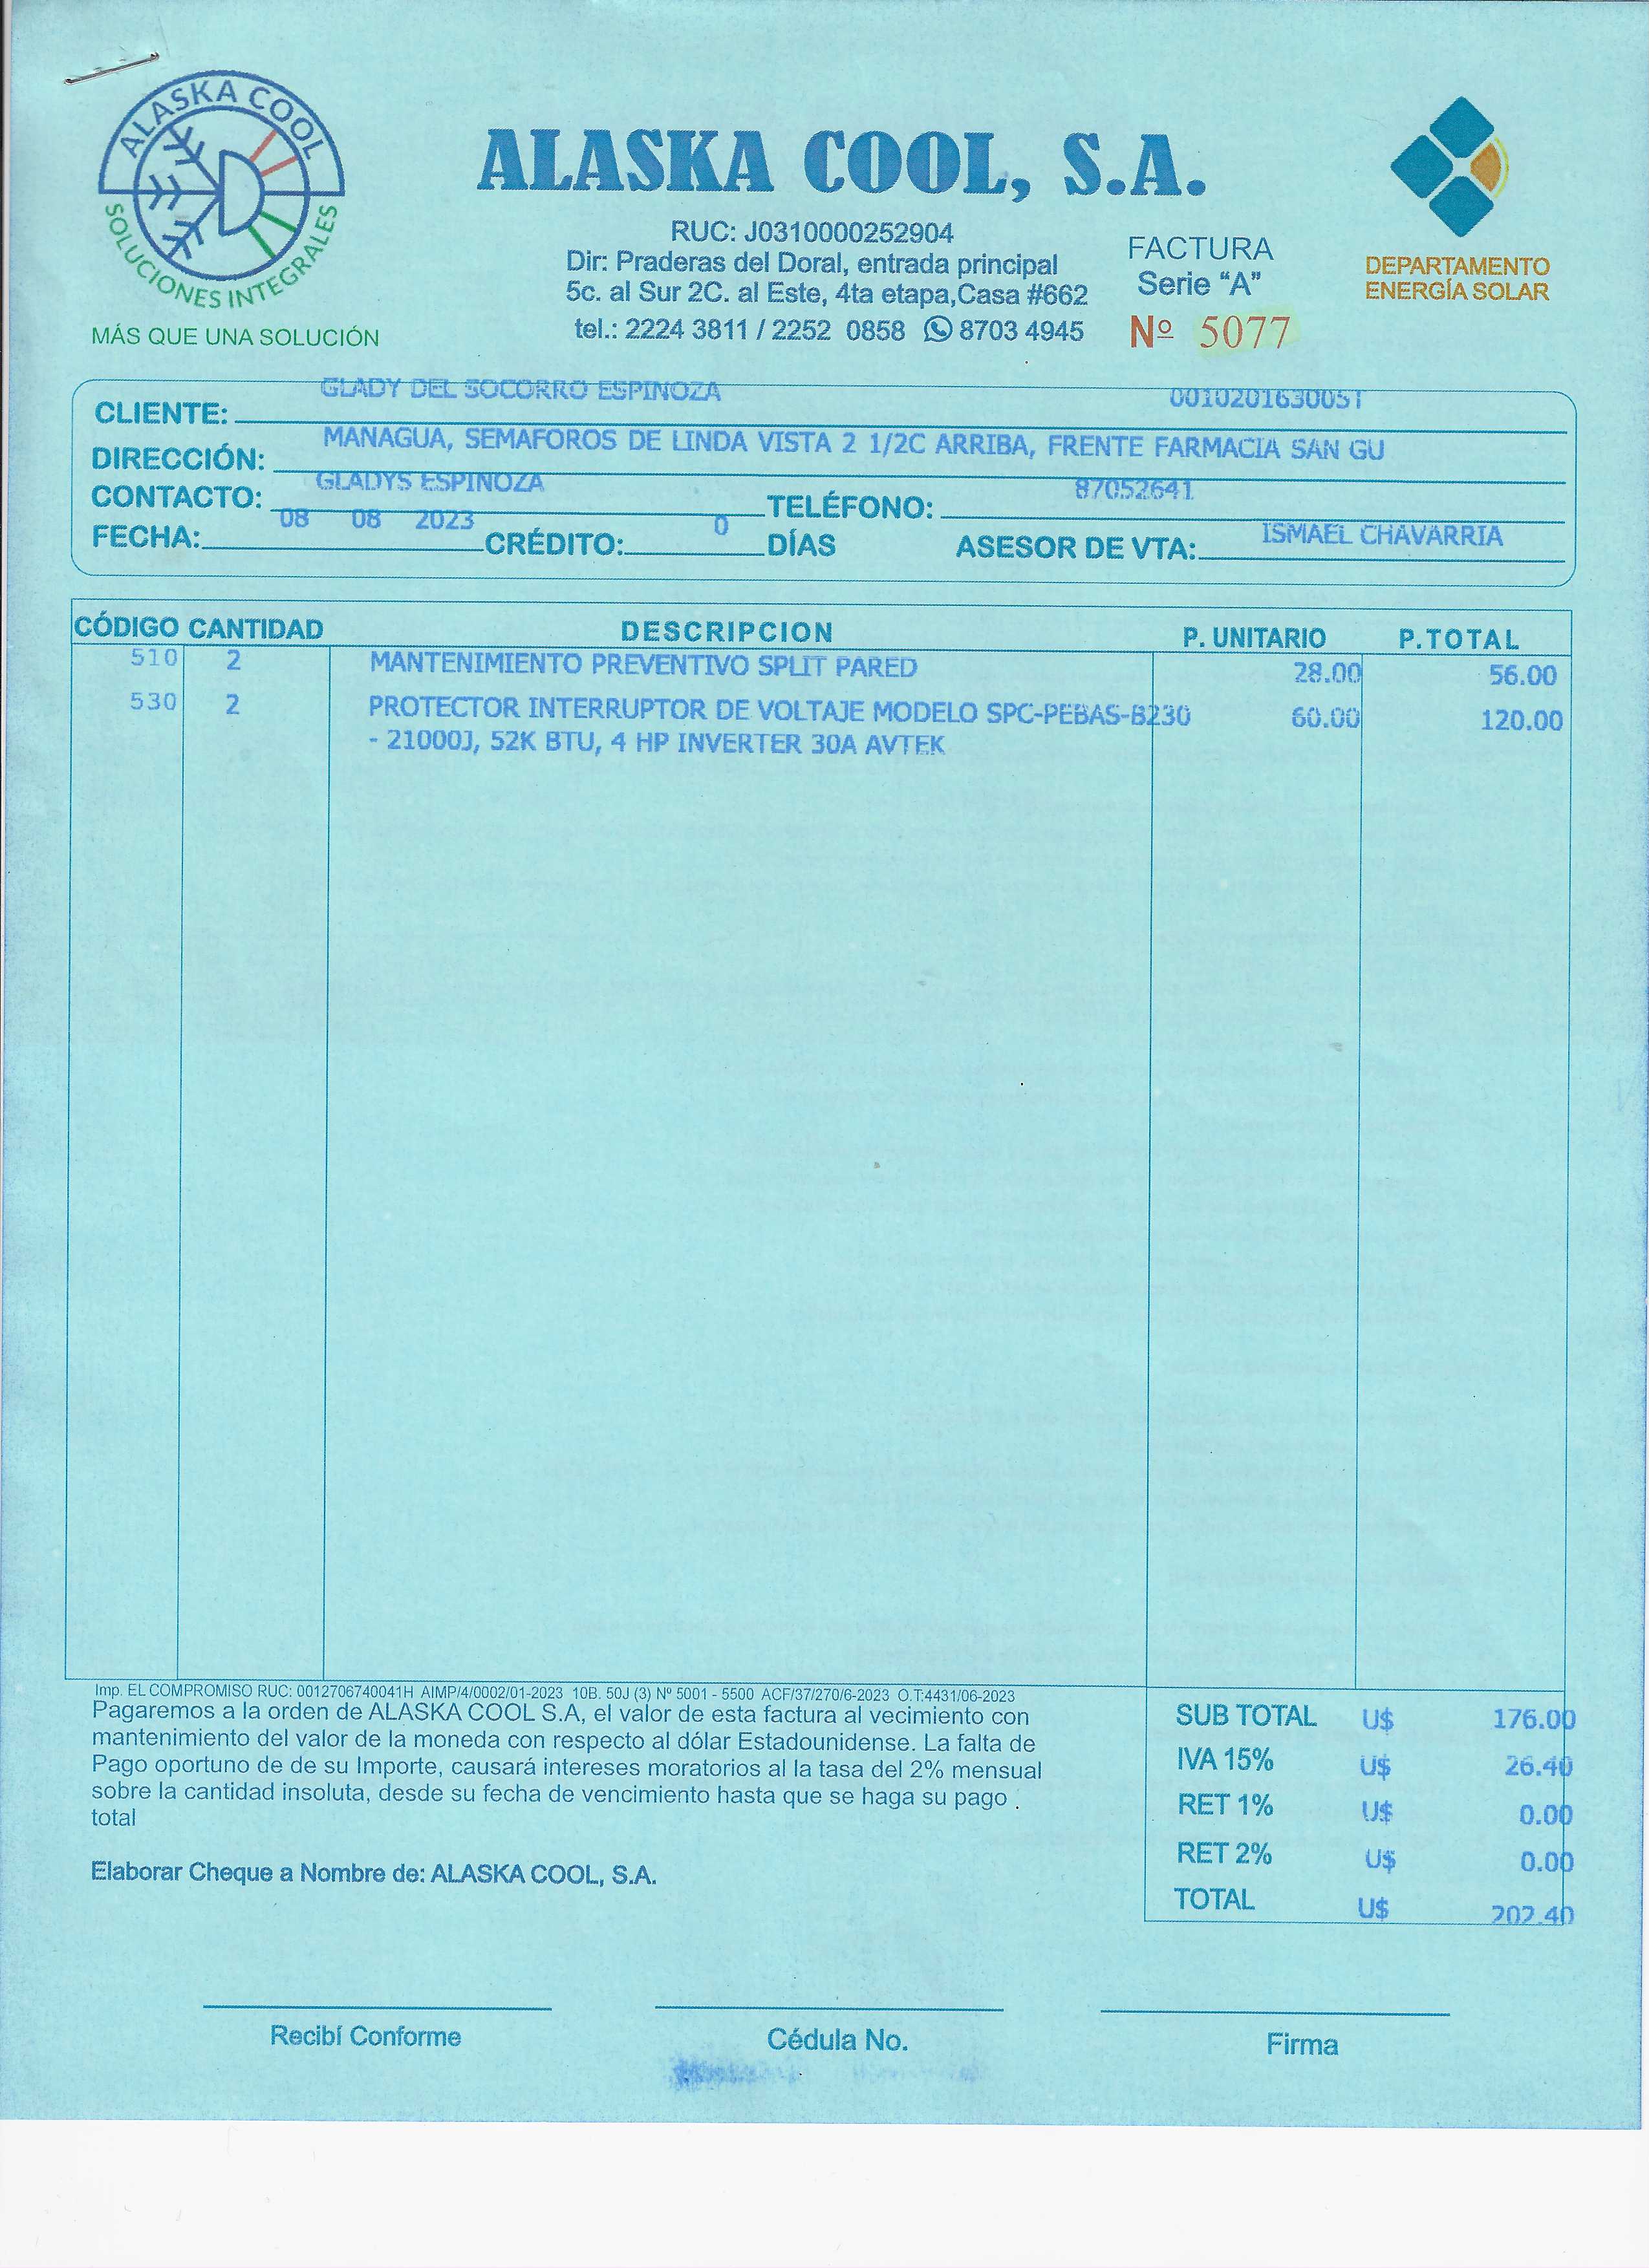 ALASKA COOL
SOLUCIONES INTEGRALES
MÁS QUE UNA SOLUCIÓN
ALASKA COOL, S.A.
RUC: J0310000252904
Dir: Praderas del Doral, entrada principal
5c. al Sur 2C. al Este, 4ta etapa,Casa #662
tel.: 2224 3811 / 2252 0858 8703 4945
FACTURA
Serie "A"
Nº 5077
DEPARTAMENTO
ENERGÍA SOLAR
CLIENTE: GLADY DEL SOCORRO ESPINOZA 0010201630051
DIRECCIÓN: MANAGUA, SEMAFOROS DE LINDA VISTA 2 1/2C ARRIBA, FRENTE FARMACIA SAN GU
CONTACTO: GLADYS ESPINOZA TELÉFONO: 87052641
FECHA: 08 08 2023 CRÉDITO: 0 DÍAS ASESOR DE VTA: ISMAEL CHAVARRIA
CÓDIGO CANTIDAD DESCRIPCION P. UNITARIO P.TOTAL
510 2 MANTENIMIENTO PREVENTIVO SPLIT PARED 28.00 56.00
530 2 PROTECTOR INTERRUPTOR DE VOLTAJE MODELO SPC-PEBAS-B230 60.00 120.00
- 21000J, 52K BTU, 4 HP INVERTER 30A AVTEK
Imp. EL COMPROMISO RUC: 0012706740041H AIMP/4/0002/01-2023 10B. 50J (3) Nº 5001 - 5500 ACF/37/270/6-2023 O.T:4431/06-2023
Pagaremos a la orden de ALASKA COOL S.A, el valor de esta factura al vecimiento con
mantenimiento del valor de la moneda con respecto al dólar Estadounidense. La falta de
Pago oportuno de de su Importe, causará intereses moratorios al la tasa del 2% mensual
sobre la cantidad insoluta, desde su fecha de vencimiento hasta que se haga su pago .
total
Elaborar Cheque a Nombre de: ALASKA COOL, S.A.
SUB TOTAL U$ 176.00
IVA 15% U$ 26.40
RET 1% U$ 0.00
RET 2% U$ 0.00
TOTAL U$ 202.40
Recibí Conforme
Cédula No.
Firma